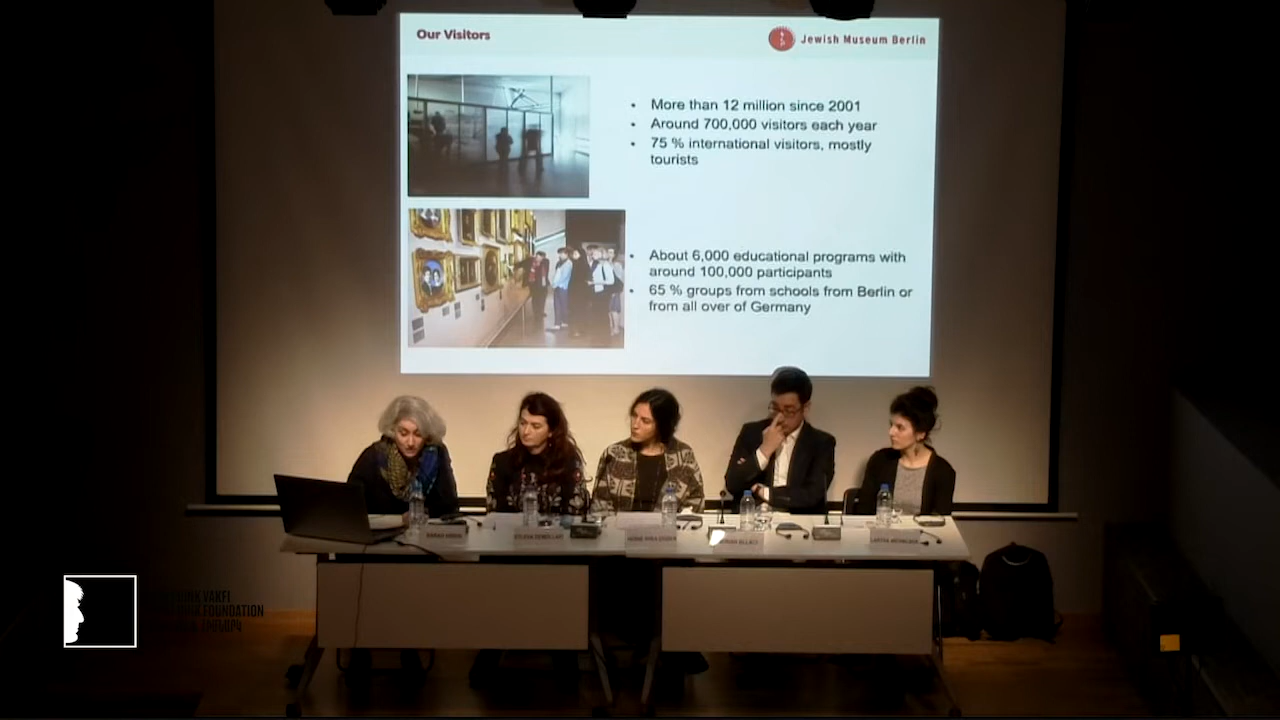 Our Visitors
Jewish Museum Berlin
• More than 12 million since 2001
• Around 700,000 visitors each year
• 75 % international visitors, mostly
tourists
• About 6,000 educational programs with
around 100,000 participants
• 65 % groups from schools from Berlin or
from all over of Germany
VAKFI
FOUNDATION